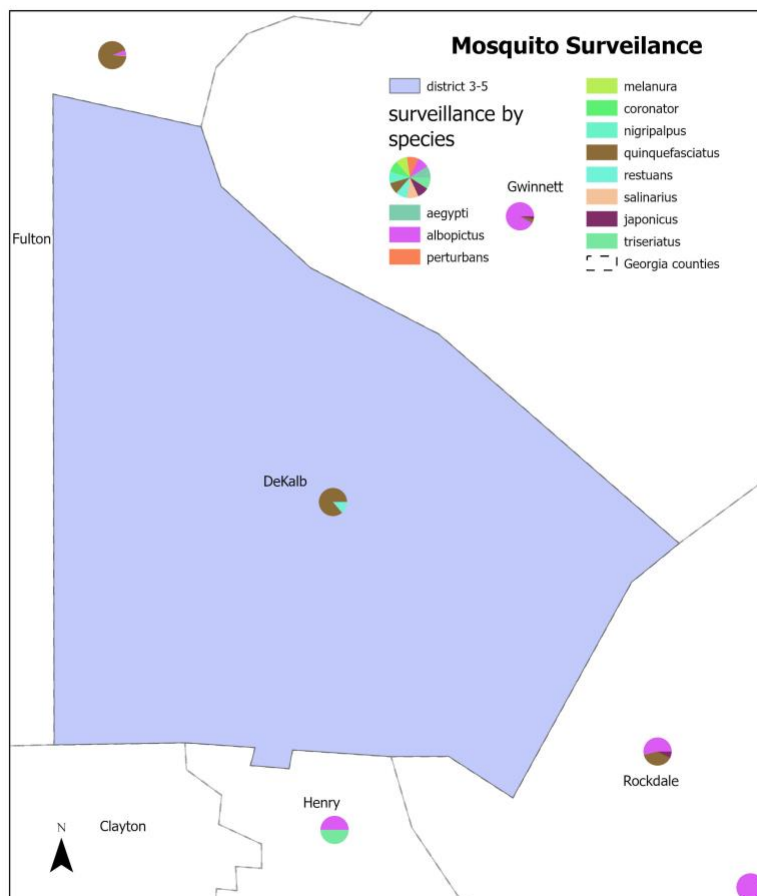 Mosquito Surveilance
district 3-5
surveillance by
species
aegypti
albopictus
perturbans
melanura
coronator
nigripalpus
quinquefasciatus
restuans
salinarius
japonicus
triseriatus
Georgia counties
Gwinnett
Fulton
DeKalb
Rockdale
Henry
Clayton
N